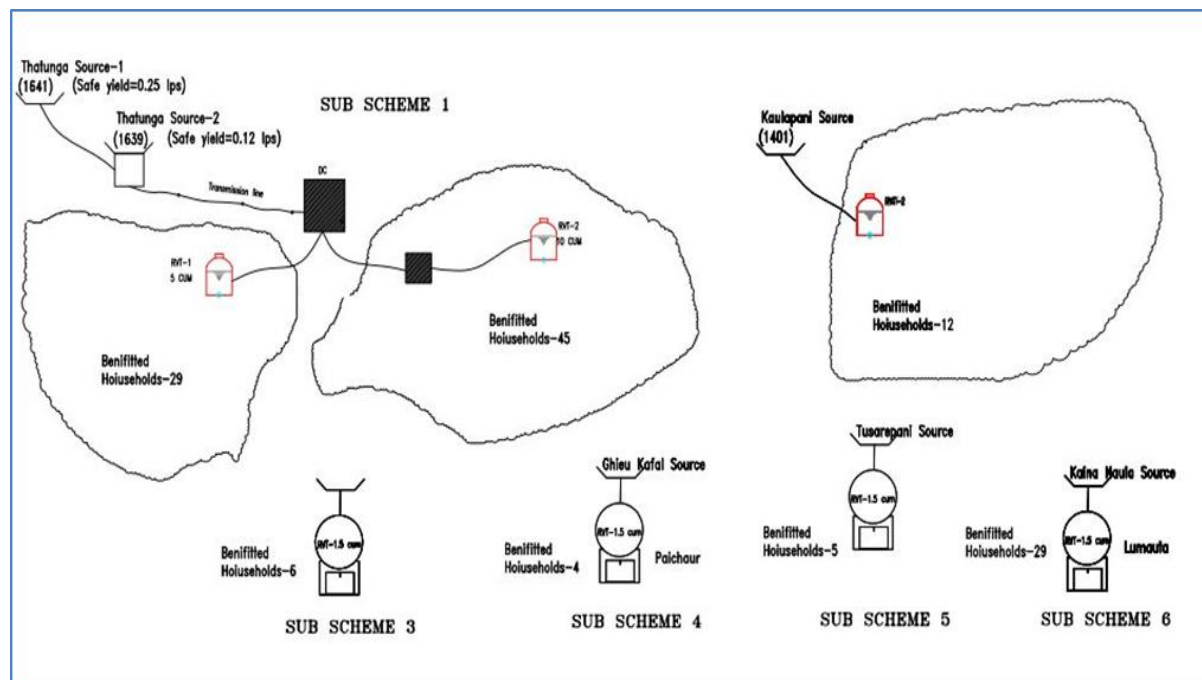 Thatunga Source-1
(1641) (Safe yield=0.25 lps)
SUB SCHEME 1
Thatunga Source-2
(1639) (Safe yield=0.12 lps)
Kaulapani Source
(1401)
DC
Transmission line
RVT-1
5 CUM
RVT-2
10 CUM
Benifitted
Hoiuseholds-29
Benifitted
Hoiuseholds-45
Benifitted
Hoiuseholds-12
RVT-1.5 cum
Benifitted
Hoiuseholds-6
SUB SCHEME 3
Ghieu Kafal Source
RVT-1.5 cum
Benifitted
Hoiuseholds-4
Paichaur
SUB SCHEME 4
Tusarepani Source
RVT-1.5 cum
Benifitted
Hoiuseholds-5
SUB SCHEME 5
Kalna Naula Source
RVT-1.5 cum
Benifitted
Hoiuseholds-29
Lumauta
SUB SCHEME 6